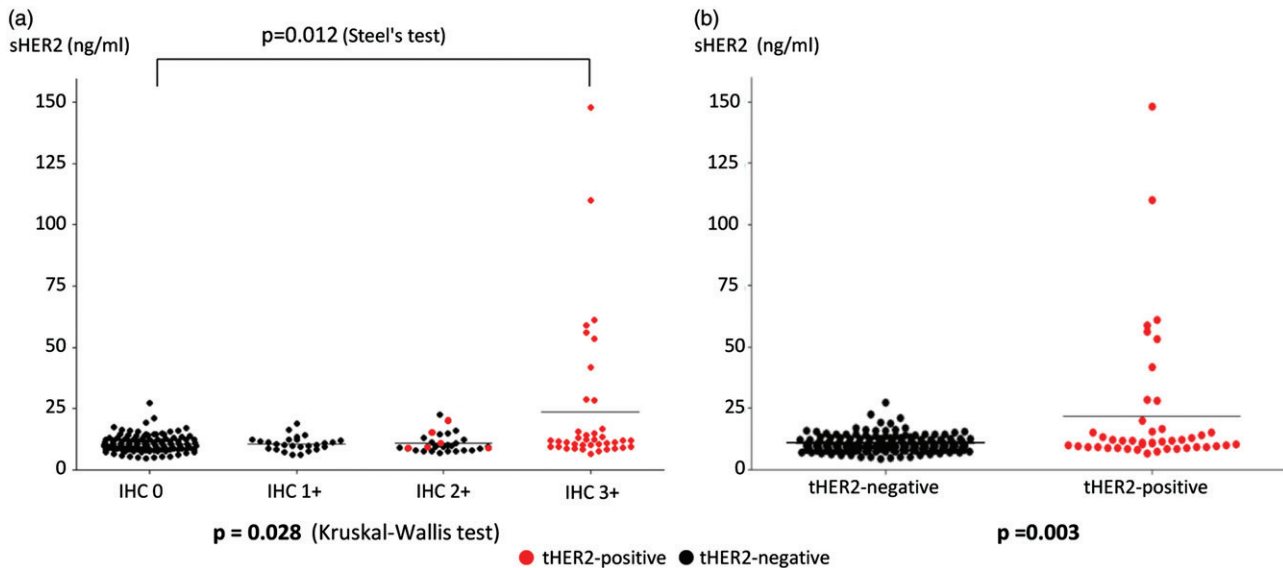 (a)
sHER2 (ng/ml)
p=0.012 (Steel's test)
150
125
100
75
50
25
0
IHC 0 IHC 1+ IHC 2+ IHC 3+
p = 0.028 (Kruskal-Wallis test)
(b)
sHER2 (ng/ml)
150
125
100
75
50
25
0
tHER2-negative tHER2-positive
p =0.003
tHER2-positive tHER2-negative